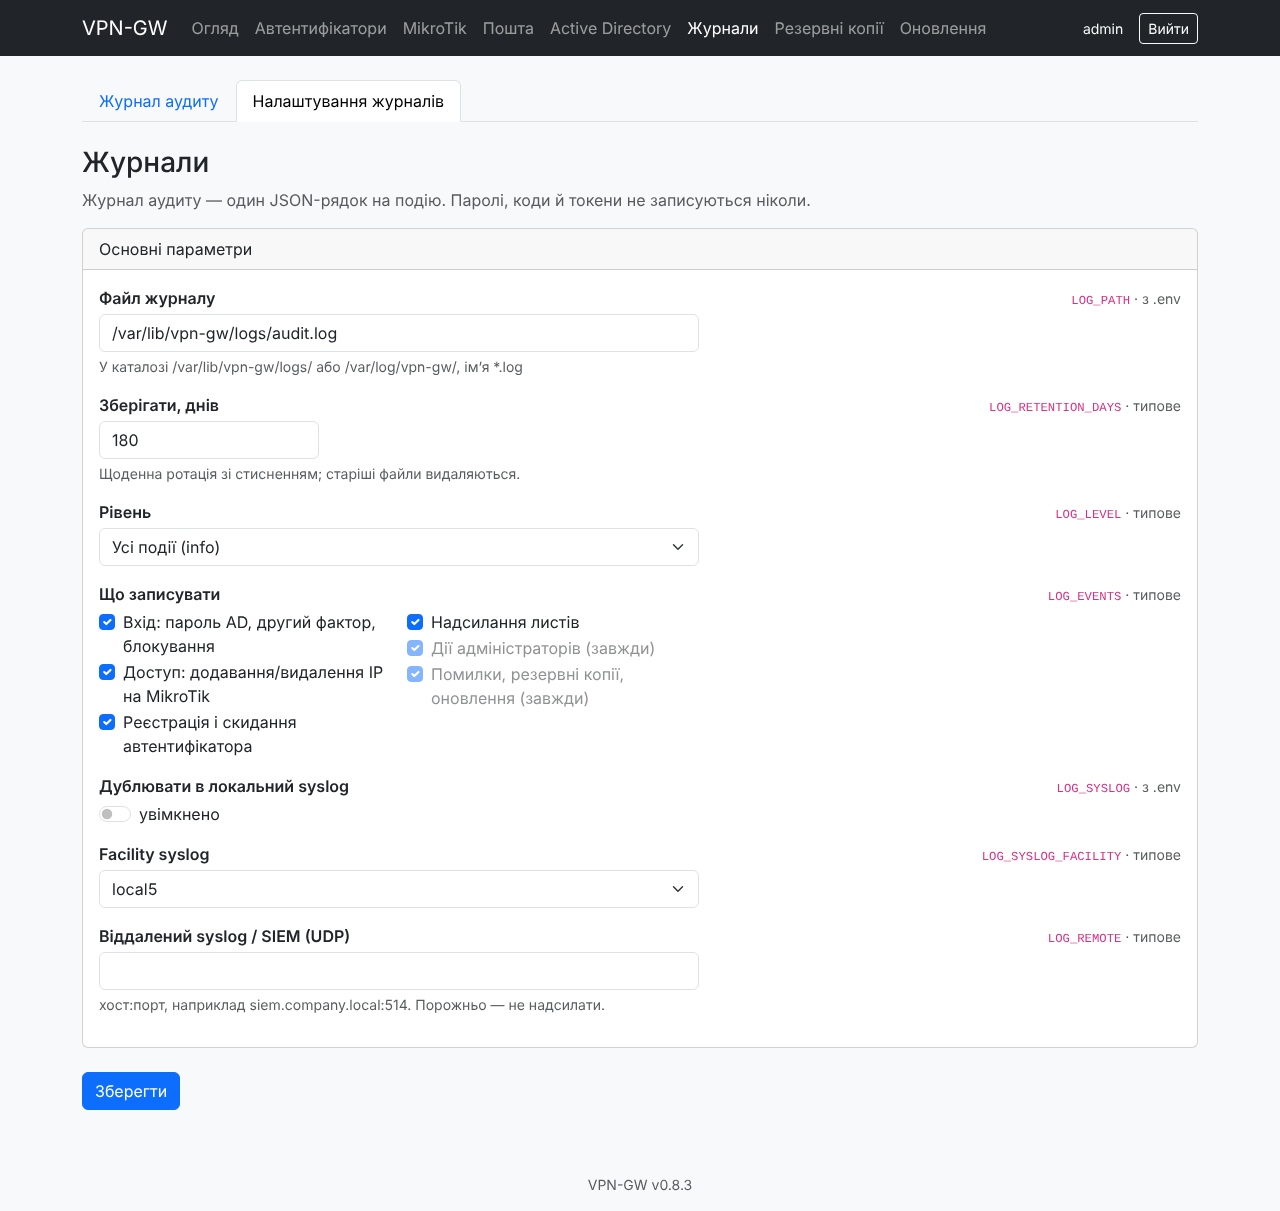 VPN-GW Огляд Автентифікатори MikroTik Пошта Active Directory Журнали Резервні копії Оновлення admin Вийти
Журнал аудиту Налаштування журналів
Журнали
Журнал аудиту — один JSON-рядок на подію. Паролі, коди й токени не записуються ніколи.
Основні параметри
Файл журналу LOG_PATH · з .env
/var/lib/vpn-gw/logs/audit.log
У каталозі /var/lib/vpn-gw/logs/ або /var/log/vpn-gw/, ім’я *.log
Зберігати, днів LOG_RETENTION_DAYS · типове
180
Щоденна ротація зі стисненням; старіші файли видаляються.
Рівень LOG_LEVEL · типове
Усі події (info)
Що записувати LOG_EVENTS · типове
Вхід: пароль AD, другий фактор,
блокування
Доступ: додавання/видалення IP
на MikroTik
Реєстрація і скидання
автентифікатора
Надсилання листів
Дії адміністраторів (завжди)
Помилки, резервні копії,
оновлення (завжди)
Дублювати в локальний syslog LOG_SYSLOG · з .env
увімкнено
Facility syslog LOG_SYSLOG_FACILITY · типове
local5
Віддалений syslog / SIEM (UDP) LOG_REMOTE · типове
хост:порт, наприклад siem.company.local:514. Порожньо — не надсилати.
Зберегти
VPN-GW v0.8.3